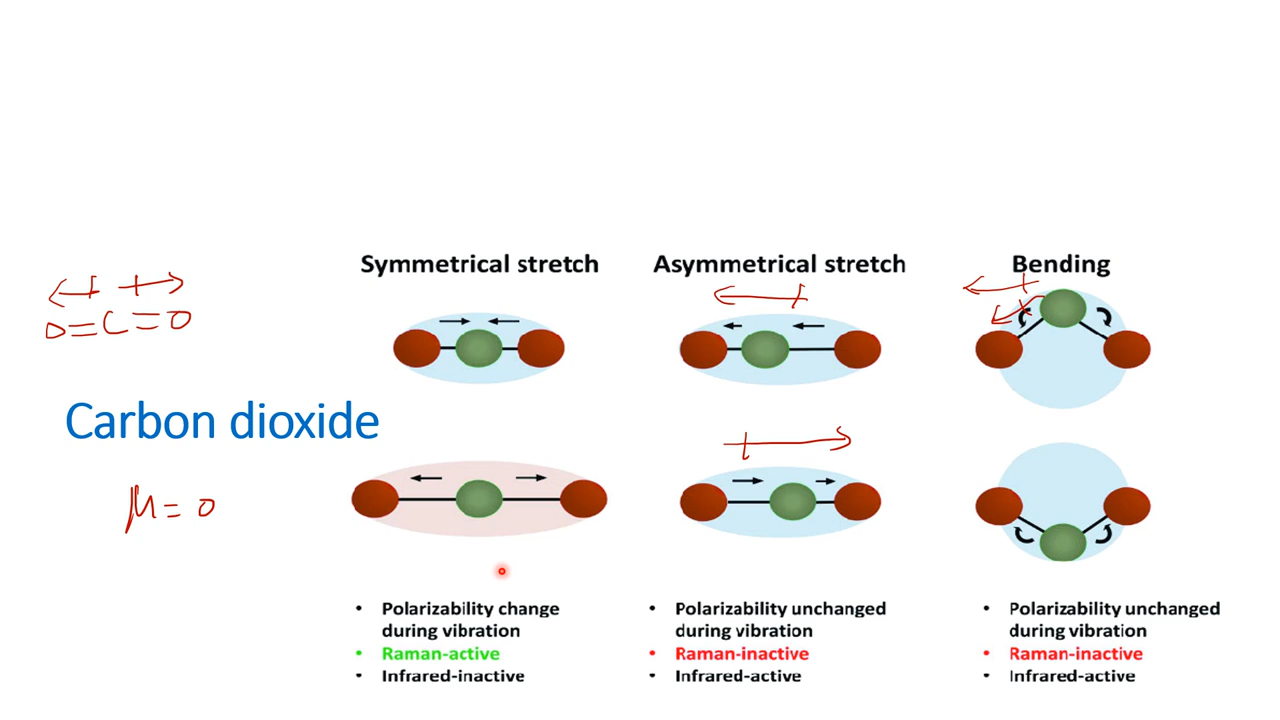 Symmetrical stretch
Asymmetrical stretch
Bending
O=C=O
Carbon dioxide
μ=0
• Polarizability change
during vibration
• Raman-active
• Infrared-inactive
• Polarizability unchanged
during vibration
• Raman-inactive
• Infrared-active
• Polarizability unchanged
during vibration
• Raman-inactive
• Infrared-active